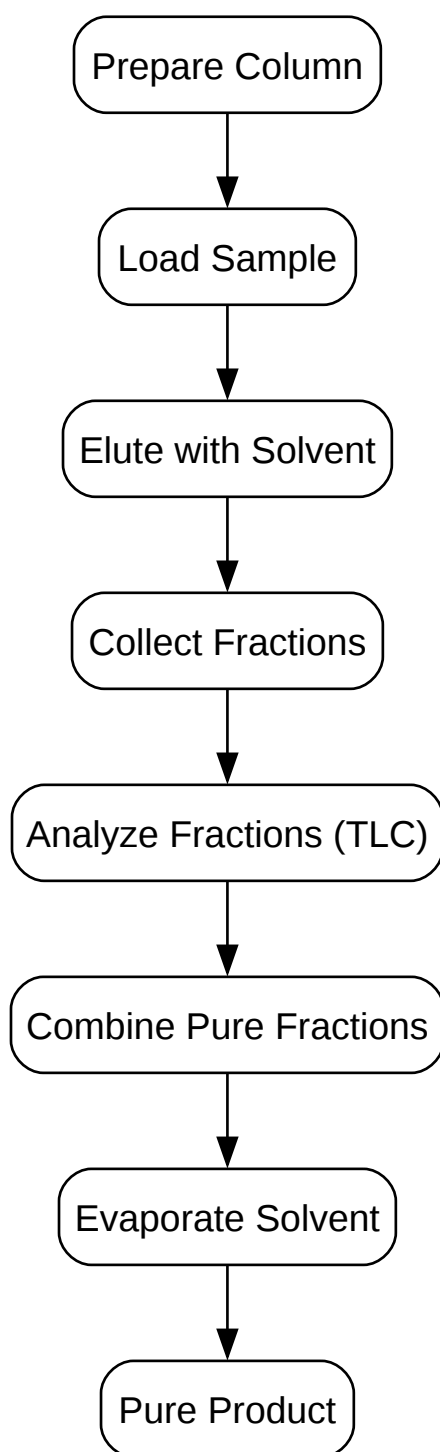 Prepare Column
Load Sample
Elute with Solvent
Collect Fractions
Analyze Fractions (TLC)
Combine Pure Fractions
Evaporate Solvent
Pure Product